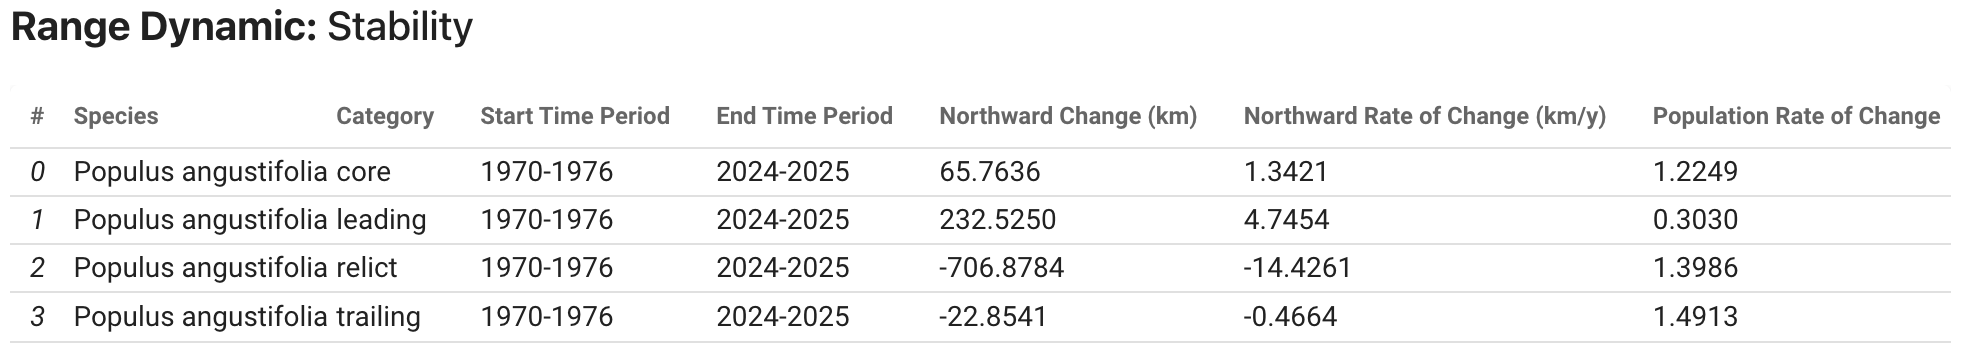 Range Dynamic: Stability
# Species Category Start Time Period End Time Period Northward Change (km) Northward Rate of Change (km/y) Population Rate of Change
0 Populus angustifolia core 1970-1976 2024-2025 65.7636 1.3421 1.2249
1 Populus angustifolia leading 1970-1976 2024-2025 232.5250 4.7454 0.3030
2 Populus angustifolia relict 1970-1976 2024-2025 -706.8784 -14.4261 1.3986
3 Populus angustifolia trailing 1970-1976 2024-2025 -22.8541 -0.4664 1.4913